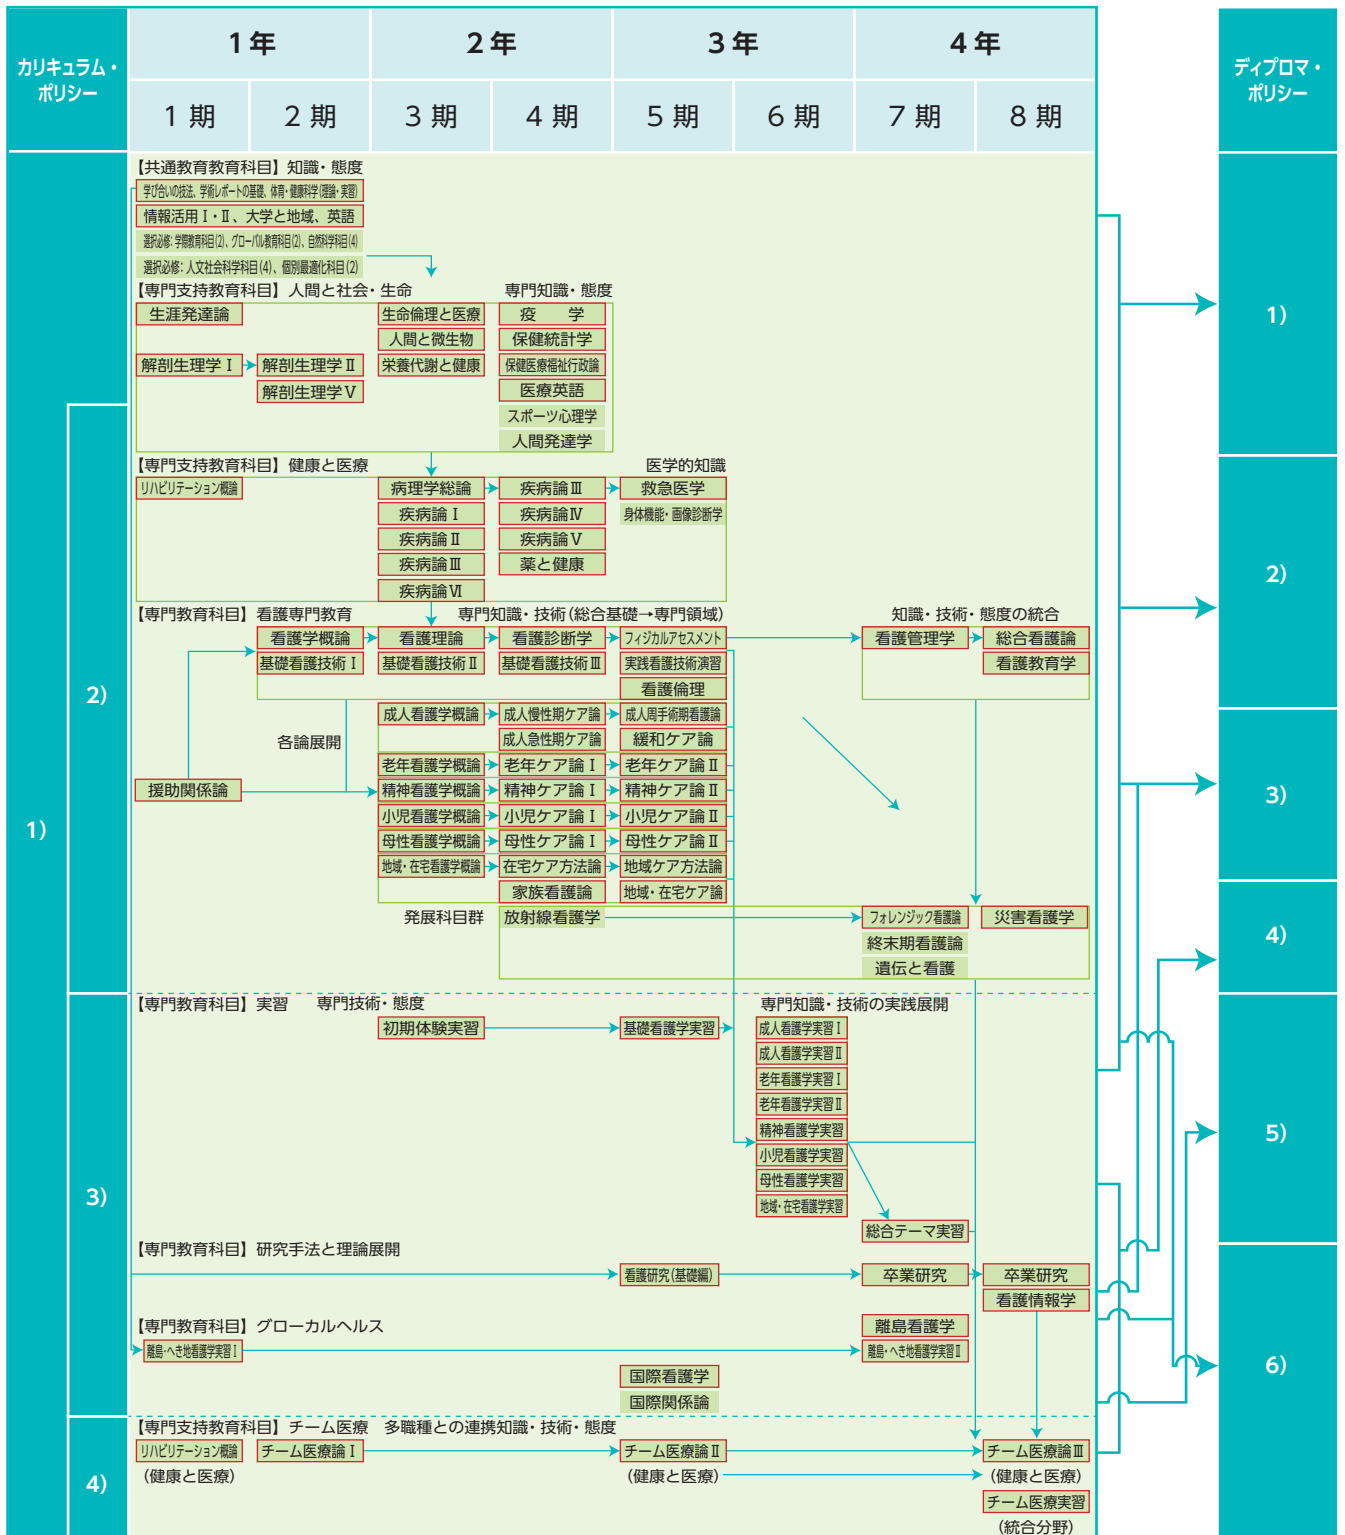 カリキュラム・
ポリシー
1年 2年 3年 4年
1期 2期 3期 4期 5期 6期 7期 8期
ディプロマ・
ポリシー
【共通教育教育科目】知識・態度
学び合いの技法、学術レポートの基礎、体育・健康科学(理論・実習)
情報活用Ⅰ・Ⅱ、大学と地域、英語
選択必修:学際教育科目(2)、グローバル教育科目(2)、自然科学科目(4)
選択必修:人文社会科学科目(4)、個別最適化科目(2)
【専門支持教育科目】人間と社会・生命 専門知識・態度
生涯発達論 生命倫理と医療 疫 学
人間と微生物 保健統計学
解剖生理学Ⅰ 解剖生理学Ⅱ 栄養代謝と健康 保健医療福祉行政論
解剖生理学Ⅴ 医療英語
スポーツ心理学
人間発達学
【専門支持教育科目】健康と医療 医学的知識
リハビリテーション概論 病理学総論 疾病論Ⅲ 救急医学
疾病論Ⅰ 疾病論Ⅳ 身体機能・画像診断学
疾病論Ⅱ 疾病論Ⅴ
疾病論Ⅲ 薬と健康
疾病論Ⅵ
【専門教育科目】看護専門教育 専門知識・技術(総合基礎→専門領域) 知識・技術・態度の統合
看護学概論 看護理論 看護診断学 フィジカルアセスメント 看護管理学 総合看護論
基礎看護技術Ⅰ 基礎看護技術Ⅱ 基礎看護技術Ⅲ 実践看護技術演習 看護教育学
看護倫理
成人看護学概論 成人慢性期ケア論 成人周手術期看護論
各論展開 成人急性期ケア論 緩和ケア論
老年看護学概論 老年ケア論Ⅰ 老年ケア論Ⅱ
援助関係論 精神看護学概論 精神ケア論Ⅰ 精神ケア論Ⅱ
小児看護学概論 小児ケア論Ⅰ 小児ケア論Ⅱ
母性看護学概論 母性ケア論Ⅰ 母性ケア論Ⅱ
地域・在宅看護学概論 在宅ケア方法論 地域ケア方法論
家族看護論 地域・在宅ケア論
発展科目群 放射線看護学 フォレンジック看護論 災害看護学
終末期看護論
遺伝と看護
【専門教育科目】実習 専門技術・態度 専門知識・技術の実践展開
初期体験実習 基礎看護学実習 成人看護学実習Ⅰ
成人看護学実習Ⅱ
老年看護学実習Ⅰ
老年看護学実習Ⅱ
精神看護学実習
小児看護学実習
母性看護学実習
地域・在宅看護学実習
総合テーマ実習
【専門教育科目】研究手法と理論展開
看護研究(基礎編) 卒業研究 卒業研究
看護情報学
【専門教育科目】グローカルヘルス 離島看護学
離島・へき地看護学実習Ⅰ 離島・へき地看護学実習Ⅱ
国際看護学
国際関係論
【専門支持教育科目】チーム医療 多職種との連携知識・技術・態度
リハビリテーション概論 チーム医療論Ⅰ チーム医療論Ⅱ チーム医療論Ⅲ
(健康と医療) (健康と医療) (健康と医療)
チーム医療実習
(統合分野)
1)
2)
3)
4)
1)
2)
3)
4)
5)
6)